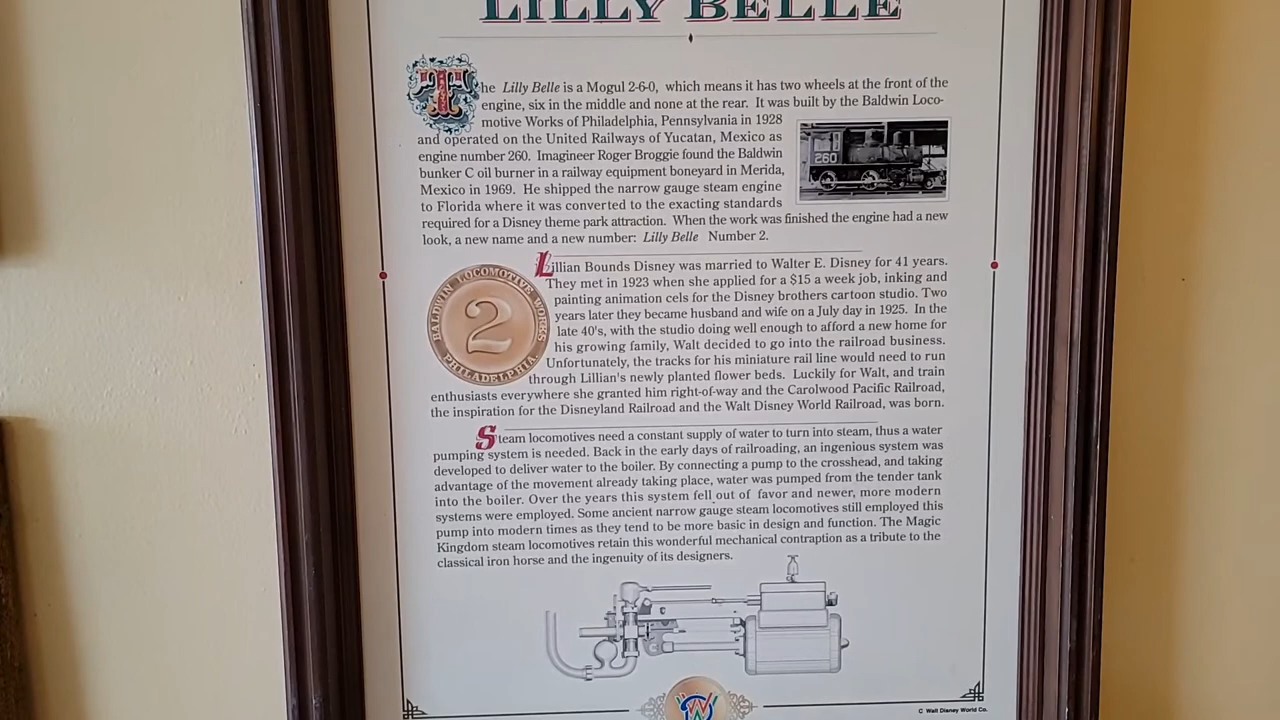 LILLY BELLE
The Lilly Belle is a Mogul 2-6-0, which means it has two wheels at the front of the
engine, six in the middle and none at the rear. It was built by the Baldwin Loco-
motive Works of Philadelphia, Pennsylvania in 1928
and operated on the United Railways of Yucatan, Mexico as
engine number 260. Imagineer Roger Broggie found the Baldwin
bunker C oil burner in a railway equipment boneyard in Merida,
Mexico in 1969. He shipped the narrow gauge steam engine
to Florida where it was converted to the exacting standards
required for a Disney theme park attraction. When the work was finished the engine had a new
look, a new name and a new number: Lilly Belle Number 2.
260
Lillian Bounds Disney was married to Walter E. Disney for 41 years.
They met in 1923 when she applied for a $15 a week job, inking and
painting animation cels for the Disney brothers cartoon studio. Two
years later they became husband and wife on a July day in 1925. In the
late 40's, with the studio doing well enough to afford a new home for
his growing family, Walt decided to go into the railroad business.
Unfortunately, the tracks for his miniature rail line would need to run
through Lillian's newly planted flower beds. Luckily for Walt, and train
enthusiasts everywhere she granted him right-of-way and the Carolwood Pacific Railroad,
the inspiration for the Disneyland Railroad and the Walt Disney World Railroad, was born.
BALDWIN LOCOMOTIVE WORKS
2
PHILADELPHIA.
Steam locomotives need a constant supply of water to turn into steam, thus a water
pumping system is needed. Back in the early days of railroading, an ingenious system was
developed to deliver water to the boiler. By connecting a pump to the crosshead, and taking
advantage of the movement already taking place, water was pumped from the tender tank
into the boiler. Over the years this system fell out of favor and newer, more modern
systems were employed. Some ancient narrow gauge steam locomotives still employed this
pump into modern times as they tend to be more basic in design and function. The Magic
Kingdom steam locomotives retain this wonderful mechanical contraption as a tribute to the
classical iron horse and the ingenuity of its designers.
C Walt Disney World Co.